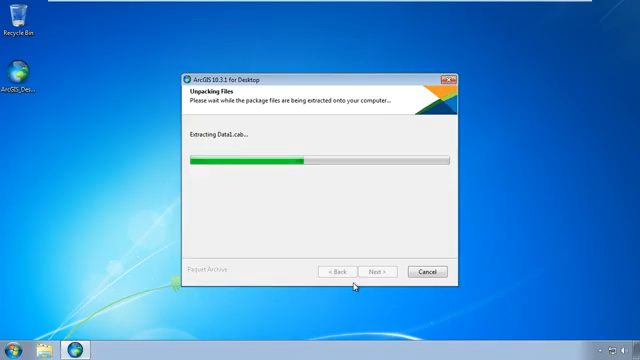 Recycle Bin
ArcGIS_Des...
ArcGIS 10.3.1 for Desktop
Unpacking Files
Please wait while the package files are being extracted onto your computer...
Extracting Data1.cab...
Paquet Archive
< Back
Next >
Cancel